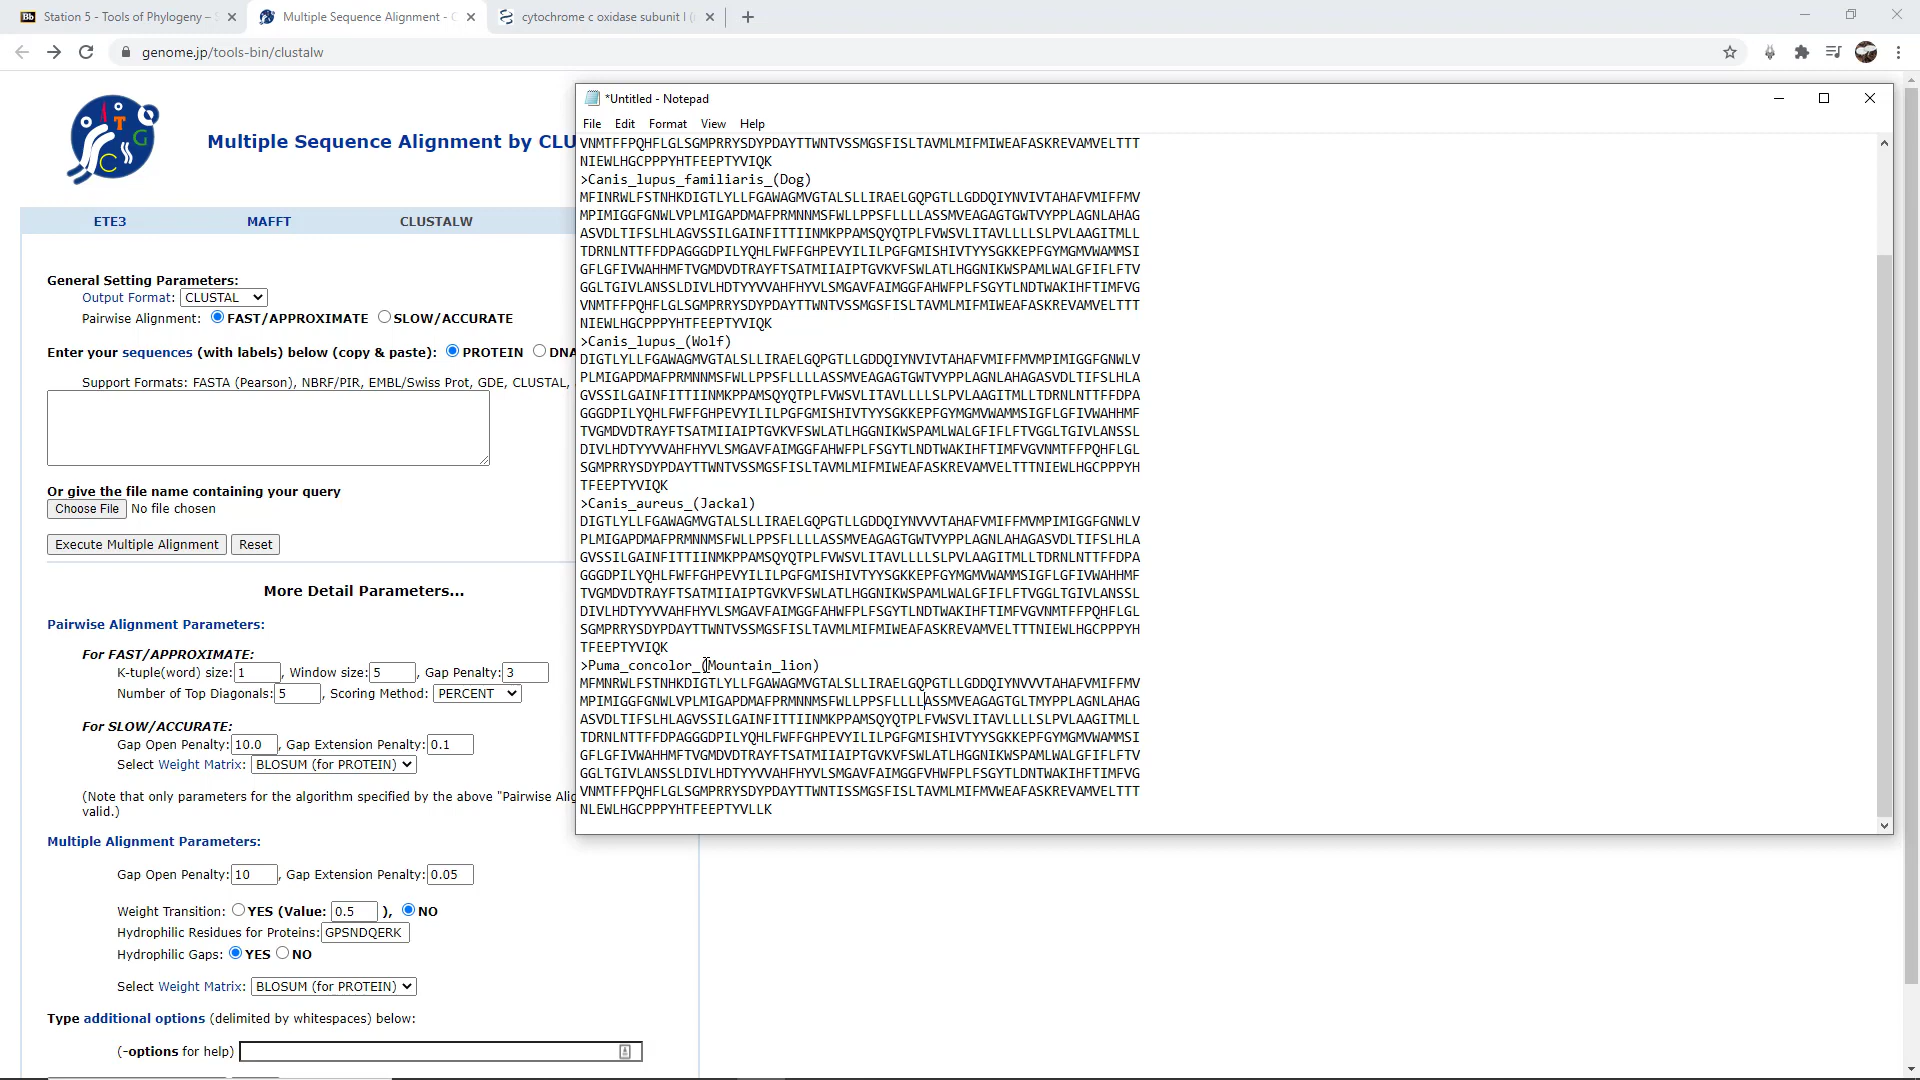 Station 5 - Tools of Phylogeny –
Multiple Sequence Alignment -
cytochrome c oxidase subunit I (
genome.jp/tools-bin/clustalw
Multiple Sequence Alignment by CLU
ETE3 MAFFT CLUSTALW
General Setting Parameters:
Output Format: CLUSTAL
Pairwise Alignment: FAST/APPROXIMATE SLOW/ACCURATE
Enter your sequences (with labels) below (copy & paste): PROTEIN DNA
Support Formats: FASTA (Pearson), NBRF/PIR, EMBL/Swiss Prot, GDE, CLUSTAL,
Or give the file name containing your query
Choose File No file chosen
Execute Multiple Alignment Reset
More Detail Parameters...
Pairwise Alignment Parameters:
For FAST/APPROXIMATE:
K-tuple(word) size: 1 , Window size: 5 , Gap Penalty: 3
Number of Top Diagonals: 5 , Scoring Method: PERCENT
For SLOW/ACCURATE:
Gap Open Penalty: 10.0 , Gap Extension Penalty: 0.1
Select Weight Matrix: BLOSUM (for PROTEIN)
(Note that only parameters for the algorithm specified by the above "Pairwise Alig
valid.)
Multiple Alignment Parameters:
Gap Open Penalty: 10 , Gap Extension Penalty: 0.05
Weight Transition: YES (Value: 0.5 ), NO
Hydrophilic Residues for Proteins: GPSNDQERK
Hydrophilic Gaps: YES NO
Select Weight Matrix: BLOSUM (for PROTEIN)
Type additional options (delimited by whitespaces) below:
(-options for help)
*Untitled - Notepad
File Edit Format View Help
VNMTFFPQHFLGLSGMPRRYSDYPDAYTTWNTVSSMGSFISLTAVMLMIFMIWEAFASKREVAMVELTTT
NIEWLHGCPPPYHTFEEPTYVIQK
>Canis_lupus_familiaris_(Dog)
MFINRWLFSTNHKDIGTLYLLFGAWAGMVGTALSLLIRAELGQPGTLLGDDQIYNVIVTAHAFVMIFFMV
MPIMIGGFGNWLVPLMIGAPDMAFPRMNNMSFWLLPPSFLLLLASSMVEAGAGTGWTVYPPLAGNLAHAG
ASVDLTIFSLHLAGVSSILGAINFITTIINMKPPAMSQYQTPLFVWSVLITAVLLLLSLPVLAAGITMLL
TDRNLNTTFFDPAGGGDPILYQHLFWFFGHPEVYILILPGFGMISHIVTYYSGKKEPFGYMGMVWAMMSI
GFLGFIVWAHHMFTVGMDVDTRAYFTSATMIIAIPTGVKVFSWLATLHGGNIKWSPAMLWALGFIFLFTV
GGLTGIVLANSSLDIVLHDTYYVVAHFHYVLSMGAVFAIMGGFAHWFPLFSGYTLNDTWAKIHFTIMFVG
VNMTFFPQHFLGLSGMPRRYSDYPDAYTTWNTVSSMGSFISLTAVMLMIFMIWEAFASKREVAMVELTTT
NIEWLHGCPPPYHTFEEPTYVIQK
>Canis_lupus_(Wolf)
DIGTLYLLFGAWAGMVGTALSLLIRAELGQPGTLLGDDQIYNVIVTAHAFVMIFFMVMPIMIGGFGNWLV
PLMIGAPDMAFPRMNNMSFWLLPPSFLLLLASSMVEAGAGTGWTVYPPLAGNLAHAGASVDLTIFSLHLA
GVSSILGAINFITTIINMKPPAMSQYQTPLFVWSVLITAVLLLLSLPVLAAGITMLLTDRNLNTTFFDPA
GGGDPILYQHLFWFFGHPEVYILILPGFGMISHIVTYYSGKKEPFGYMGMVWAMMSIGFLGFIVWAHHMF
TVGMDVDTRAYFTSATMIIAIPTGVKVFSWLATLHGGNIKWSPAMLWALGFIFLFTVGGLTGIVLANSSL
DIVLHDTYYVVAHFHYVLSMGAVFAIMGGFAHWFPLFSGYTLNDTWAKIHFTIMFVGVNMTFFPQHFLGL
SGMPRRYSDYPDAYTTWNTVSSMGSFISLTAVMLMIFMIWEAFASKREVAMVELTTTNIEWLHGCPPPYH
TFEEPTYVIQK
>Canis_aureus_(Jackal)
DIGTLYLLFGAWAGMVGTALSLLIRAELGQPGTLLGDDQIYNVVVTAHAFVMIFFMVMPIMIGGFGNWLV
PLMIGAPDMAFPRMNNMSFWLLPPSFLLLLASSMVEAGAGTGWTVYPPLAGNLAHAGASVDLTIFSLHLA
GVSSILGAINFITTIINMKPPAMSQYQTPLFVWSVLITAVLLLLSLPVLAAGITMLLTDRNLNTTFFDPA
GGGDPILYQHLFWFFGHPEVYILILPGFGMISHIVTYYSGKKEPFGYMGMVWAMMSIGFLGFIVWAHHMF
TVGMDVDTRAYFTSATMIIAIPTGVKVFSWLATLHGGNIKWSPAMLWALGFIFLFTVGGLTGIVLANSSL
DIVLHDTYYVVAHFHYVLSMGAVFAIMGGFAHWFPLFSGYTLNDTWAKIHFTIMFVGVNMTFFPQHFLGL
SGMPRRYSDYPDAYTTWNTVSSMGSFISLTAVMLMIFMIWEAFASKREVAMVELTTTNIEWLHGCPPPYH
TFEEPTYVIQK
>Puma_concolor_(Mountain_lion)
MFMNRWLFSTNHKDIGTLYLLFGAWAGMVGTALSLLIRAELGQPGTLLGDDQIYNVVVTAHAFVMIFFMV
MPIMIGGFGNWLVPLMIGAPDMAFPRMNNMSFWLLPPSFLLLLASSMVEAGAGTGLTMYPPLAGNLAHAG
ASVDLTIFSLHLAGVSSILGAINFITTIINMKPPAMSQYQTPLFVWSVLITAVLLLLSLPVLAAGITMLL
TDRNLNTTFFDPAGGGDPILYQHLFWFFGHPEVYILILPGFGMISHIVTYYSGKKEPFGYMGMVWAMMSI
GFLGFIVWAHHMFTVGMDVDTRAYFTSATMIIAIPTGVKVFSWLATLHGGNIKWSPAMLWALGFIFLFTV
GGLTGIVLANSSLDIVLHDTYYVVAHFHYVLSMGAVFAIMGGFVHWFPLFSGYTLDNTWAKIHFTIMFVG
VNMTFFPQHFLGLSGMPRRYSDYPDAYTTWNTISSMGSFISLTAVMLMIFMVWEAFASKREVAMVELTTT
NLEWLHGCPPPYHTFEEPTYVLLK